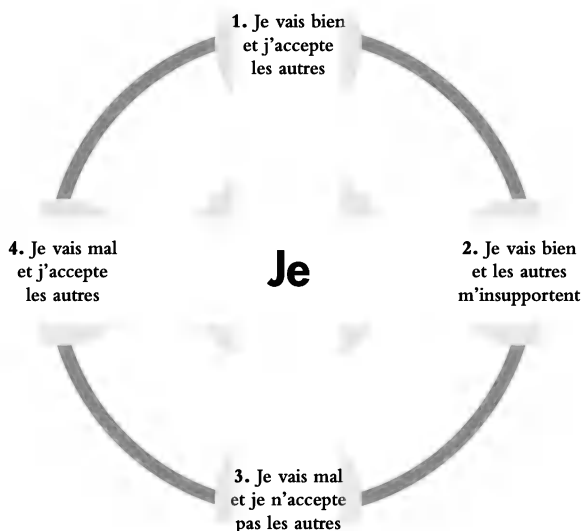 1. Je vais bien
et j'accepte
les autres
4. Je vais mal
et j'accepte
les autres
Je
2. Je vais bien
et les autres
m'insupportent
3. Je vais mal
et je n'accepte
pas les autres